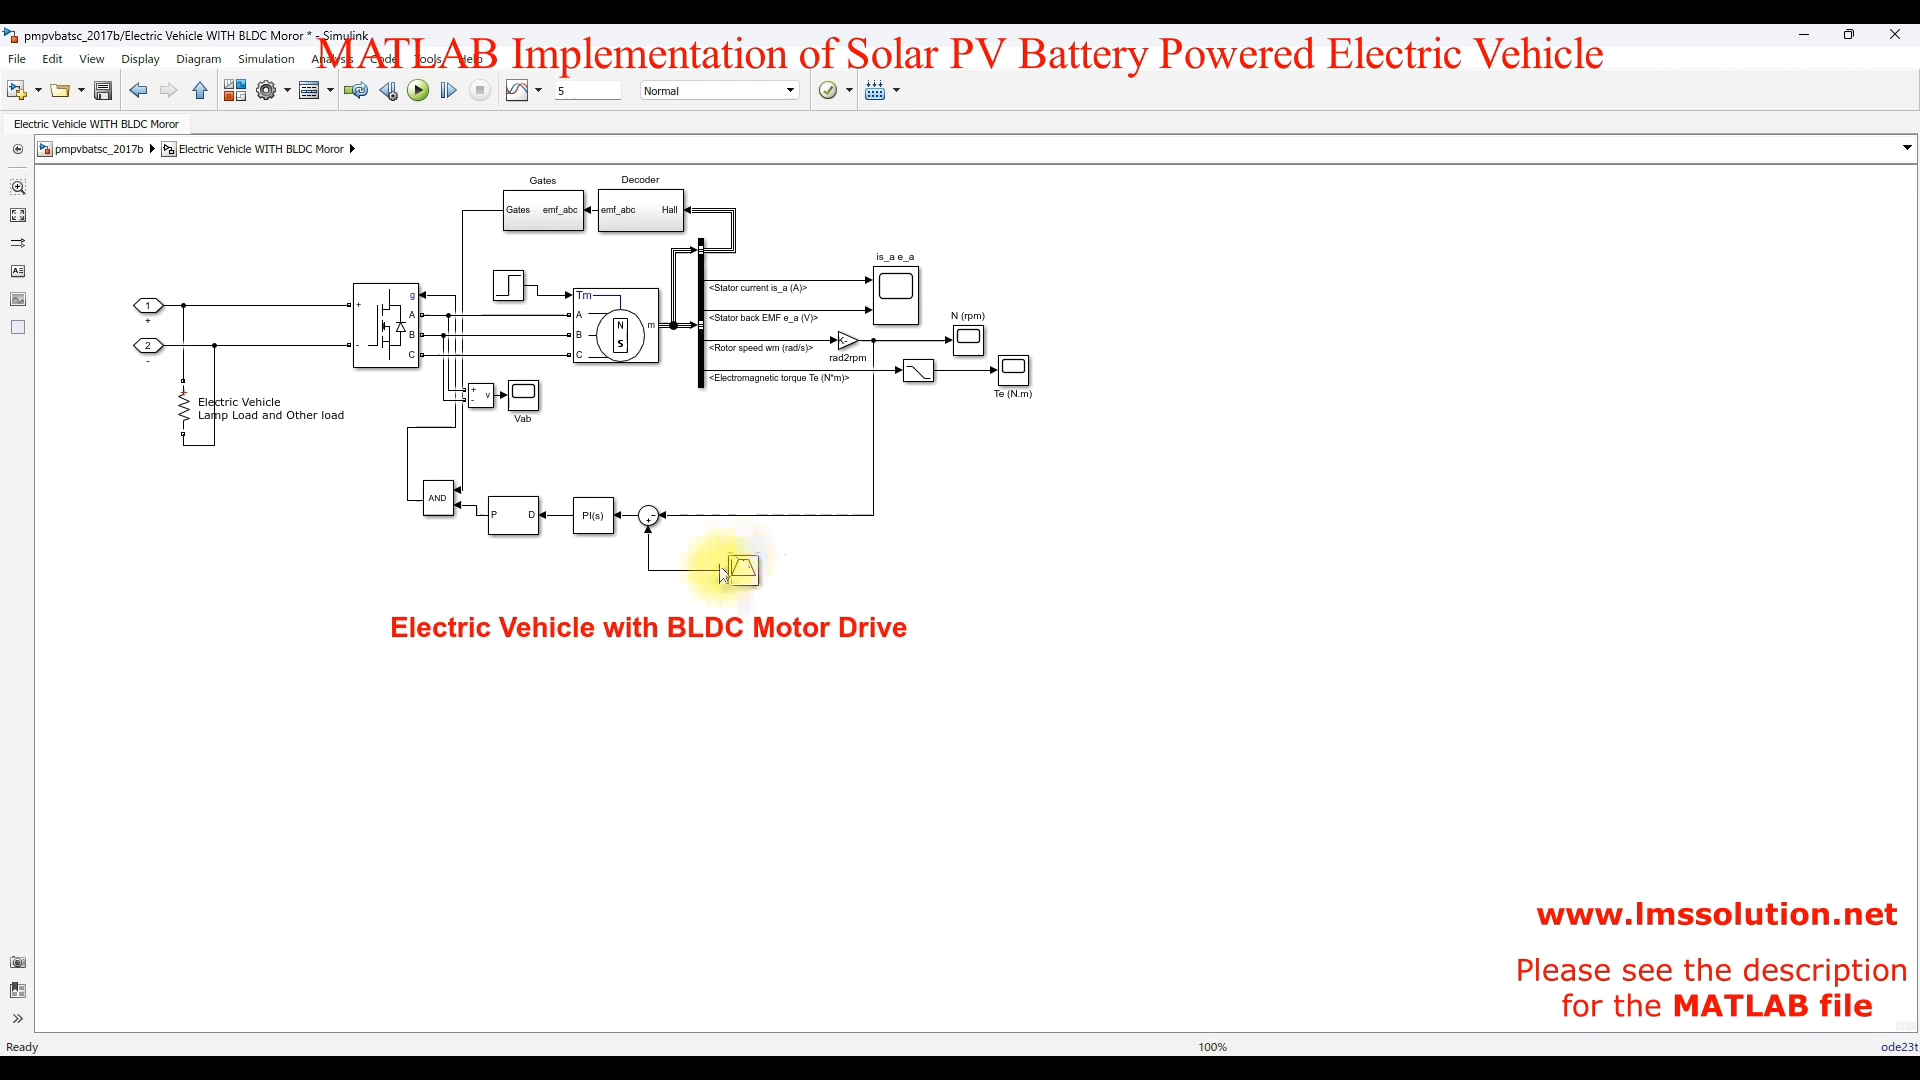 pmpvbatsc_2017b/Electric Vehicle WITH BLDC Moror * - Simulink
MATLAB Implementation of Solar PV Battery Powered Electric Vehicle
File Edit View Display Diagram Simulation Analysis Code Tools Help
5 Normal
Electric Vehicle WITH BLDC Moror
pmpvbatsc_2017b Electric Vehicle WITH BLDC Moror
Gates Decoder
Gates emf_abc emf_abc Hall
is_a e_a
<Stator current is_a (A)>
<Stator back EMF e_a (V)>
<Rotor speed wm (rad/s)>
<Electromagnetic torque Te (N*m)>
N (rpm)
K-
rad2rpm
Te (N.m)
1
+
2
-
+
-
g
A
B
C
Tm
A
B
C
N
S
m
+
-
v
Vab
Electric Vehicle
Lamp Load and Other load
AND
P D
PI(s)
Electric Vehicle with BLDC Motor Drive
www.lmssolution.net
Please see the description
for the MATLAB file
Ready 100% ode23t